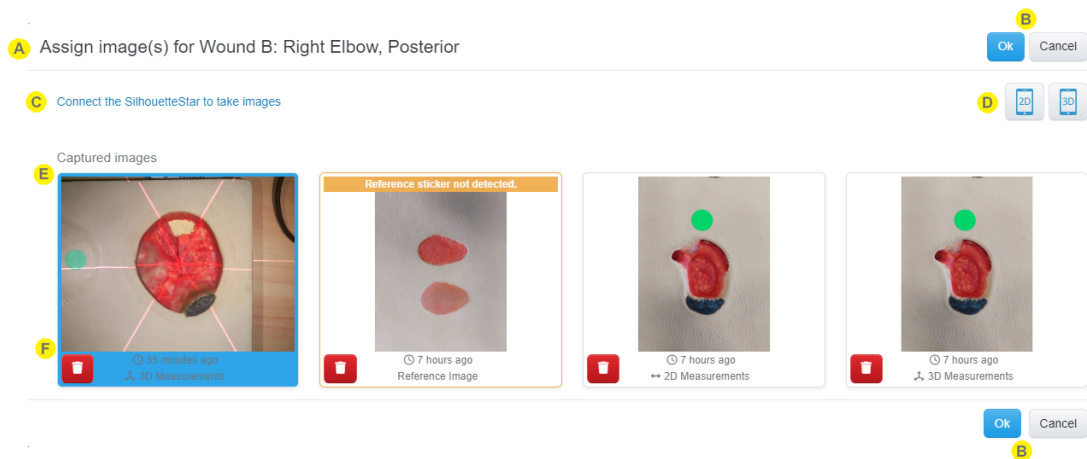 B
A Assign image(s) for Wound B: Right Elbow, Posterior Ok Cancel
C Connect the SilhouetteStar to take images D 2D 3D
Captured images
E
Reference sticker not detected.
F
35 minutes ago
3D Measurements
7 hours ago
Reference Image
7 hours ago
2D Measurements
7 hours ago
3D Measurements
Ok Cancel
B